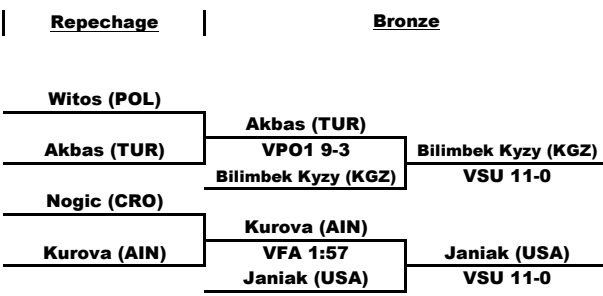 Repechage
Bronze
Witos (POL)
Akbas (TUR)
Akbas (TUR)
VPO1 9-3
Bilimbek Kyzy (KGZ)
Bilimbek Kyzy (KGZ)
VSU 11-0
Nogic (CRO)
Kurova (AIN)
Kurova (AIN)
VFA 1:57
Janiak (USA)
Janiak (USA)
VSU 11-0